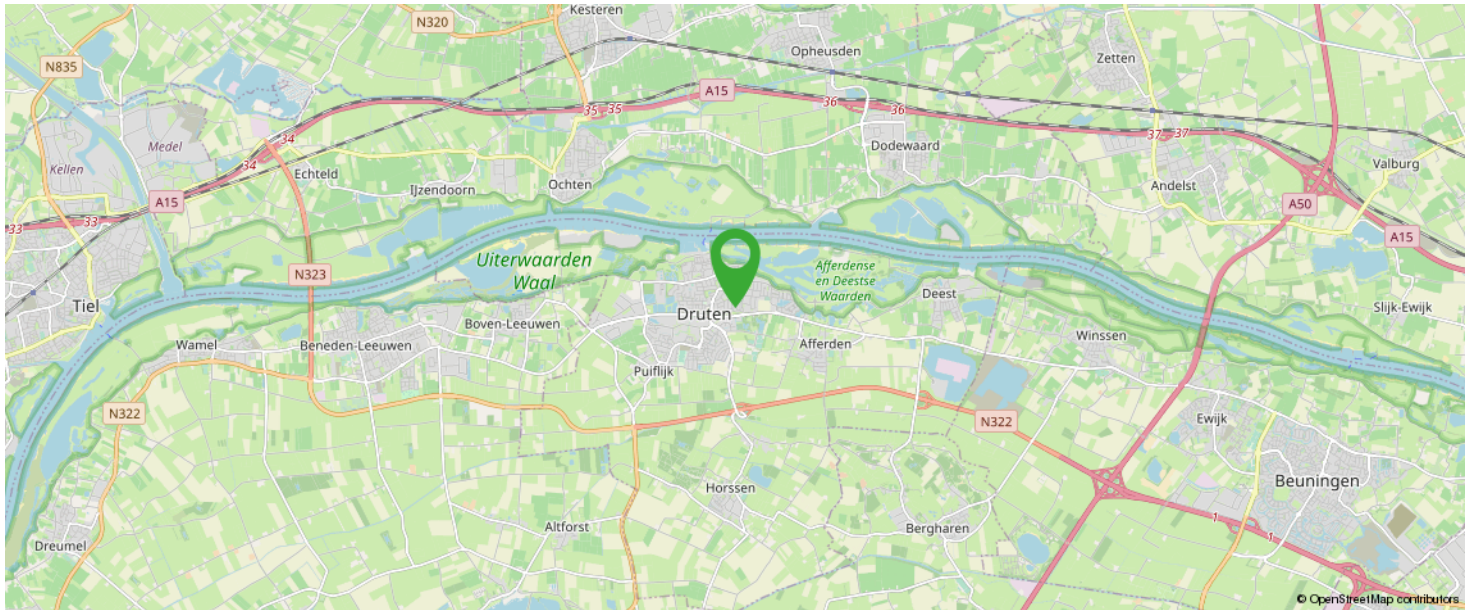 Kesteren
N320
Opheusden
Zetten
N835
A15
35
35
36
36
Medel
34
37
37
Dodewaard
Kellen
34
Echteld
Valburg
IJzendoorn
Ochten
Andelst
A15
A50
33
33
A15
Uiterwaarden
Waal
Afferdense
en Deestse
Waarden
N323
Deest
Tiel
Slijk-Ewijk
Druten
Boven-Leeuwen
Winssen
Wamel
Beneden-Leeuwen
Afferden
Puiflijk
N322
N322
Ewijk
Beuningen
Horssen
1
Altforst
Bergharen
1
Dreumel
© OpenStreetMap contributors